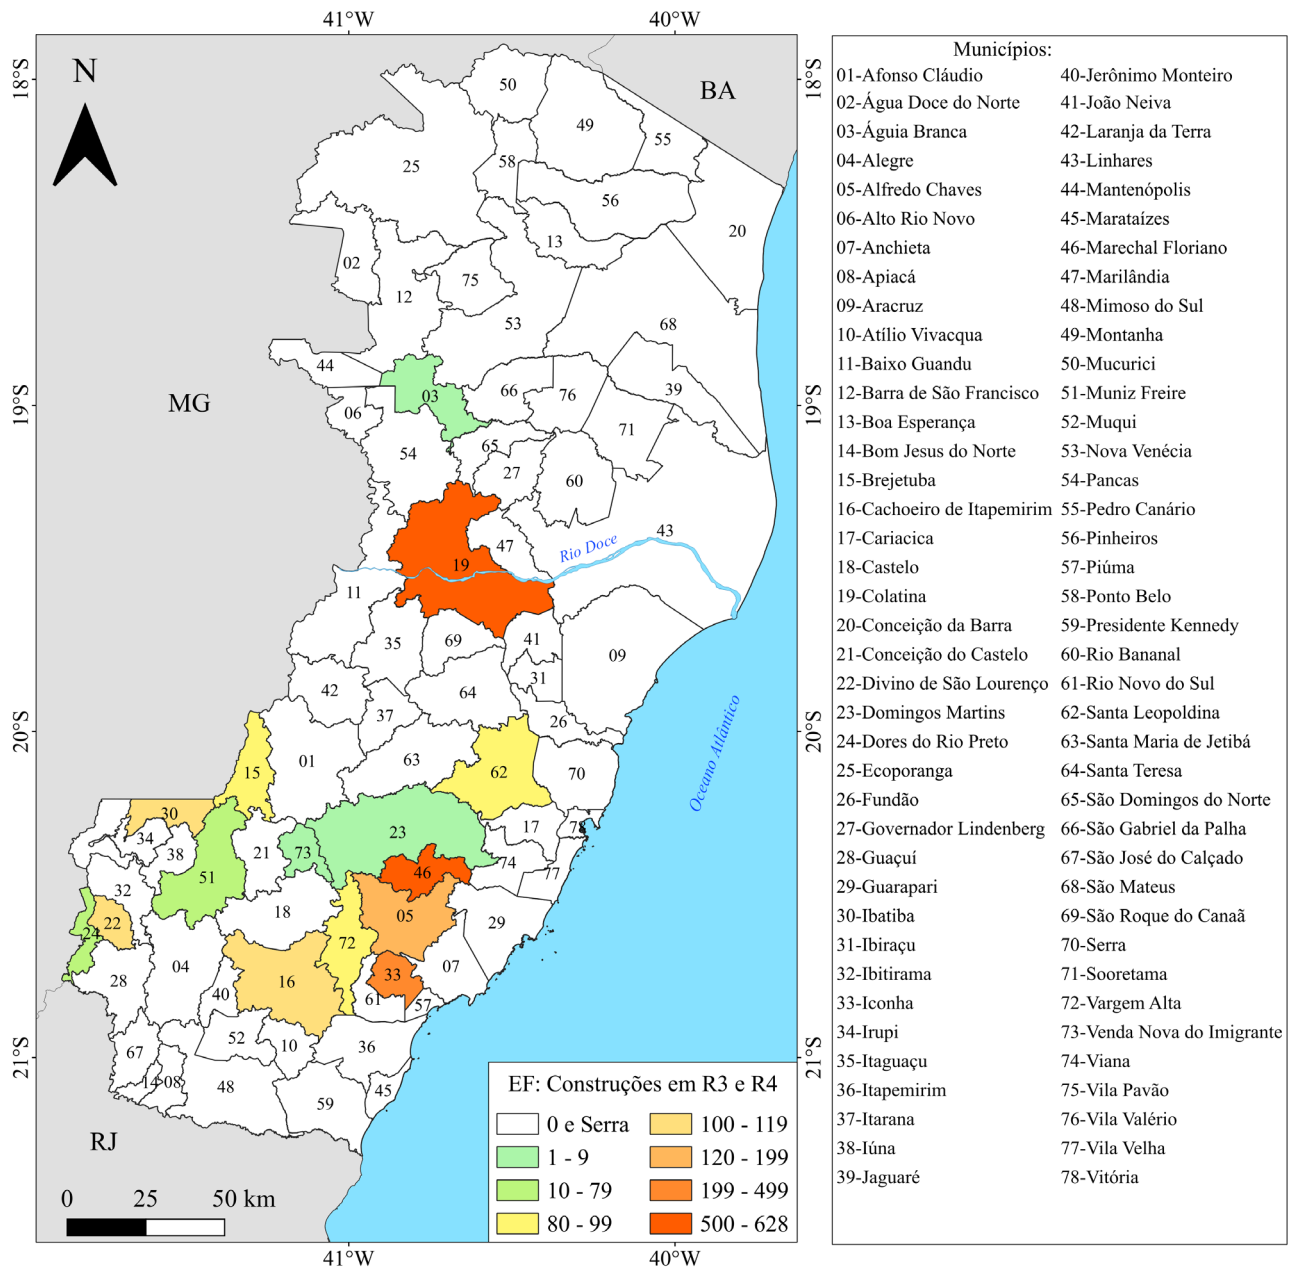 41°W
40°W
18°S
18°S
N
BA
50
49
55
58
25
56
20
13
02
75
12
53
68
44
03
66
76
39
MG
19°S
19°S
06
71
65
54
27
60
43
47
Rio Doce
19
11
35
69
41
09
31
42
64
37
26
Oceano Atlântico
20°S
20°S
15
01
63
62
70
30
34
38
23
17
78
21
73
51
46
74
77
32
18
05
29
22
24
72
28
04
16
33
07
40
61
57
52
10
36
67
21°S
21°S
14
08
48
59
45
RJ
0 25 50 km
41°W
40°W
EF: Construções em R3 e R4
0 e Serra
1 - 9
10 - 79
80 - 99
100 - 119
120 - 199
199 - 499
500 - 628
Municípios:
01-Afonso Cláudio
02-Água Doce do Norte
03-Águia Branca
04-Alegre
05-Alfredo Chaves
06-Alto Rio Novo
07-Anchieta
08-Apiacá
09-Aracruz
10-Atílio Vivacqua
11-Baixo Guandu
12-Barra de São Francisco
13-Boa Esperança
14-Bom Jesus do Norte
15-Brejetuba
16-Cachoeiro de Itapemirim
17-Cariacica
18-Castelo
19-Colatina
20-Conceição da Barra
21-Conceição do Castelo
22-Divino de São Lourenço
23-Domingos Martins
24-Dores do Rio Preto
25-Ecoporanga
26-Fundão
27-Governador Lindenberg
28-Guaçuí
29-Guarapari
30-Ibatiba
31-Ibiraçu
32-Ibitirama
33-Iconha
34-Irupi
35-Itaguaçu
36-Itapemirim
37-Itarana
38-Iúna
39-Jaguaré
40-Jerônimo Monteiro
41-João Neiva
42-Laranja da Terra
43-Linhares
44-Mantenópolis
45-Marataízes
46-Marechal Floriano
47-Marilândia
48-Mimoso do Sul
49-Montanha
50-Mucurici
51-Muniz Freire
52-Muqui
53-Nova Venécia
54-Pancas
55-Pedro Canário
56-Pinheiros
57-Piúma
58-Ponto Belo
59-Presidente Kennedy
60-Rio Bananal
61-Rio Novo do Sul
62-Santa Leopoldina
63-Santa Maria de Jetibá
64-Santa Teresa
65-São Domingos do Norte
66-São Gabriel da Palha
67-São José do Calçado
68-São Mateus
69-São Roque do Canaã
70-Serra
71-Sooretama
72-Vargem Alta
73-Venda Nova do Imigrante
74-Viana
75-Vila Pavão
76-Vila Valério
77-Vila Velha
78-Vitória